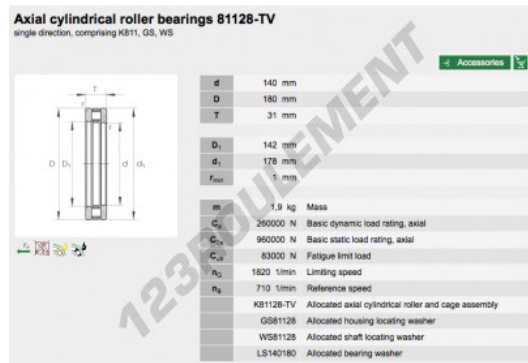 Axial cylindrical roller bearings 81128-TV
single direction, comprising K811, GS, WS
Accessories
d 140 mm
D 180 mm
T 31 mm
D1 142 mm
d1 178 mm
rmin 1 mm
m 1,9 kg Mass
Ca 260000 N Basic dynamic load rating, axial
C0a 960000 N Basic static load rating, axial
Cua 83000 N Fatigue limit load
nG 1820 1/min Limiting speed
nB 710 1/min Reference speed
K81128-TV Allocated axial cylindrical roller and cage assembly
GS81128 Allocated housing locating washer
WS81128 Allocated shaft locating washer
LS140180 Allocated bearing washer
T
r
r
D D1 d d1
Fa
123ROULEMENT